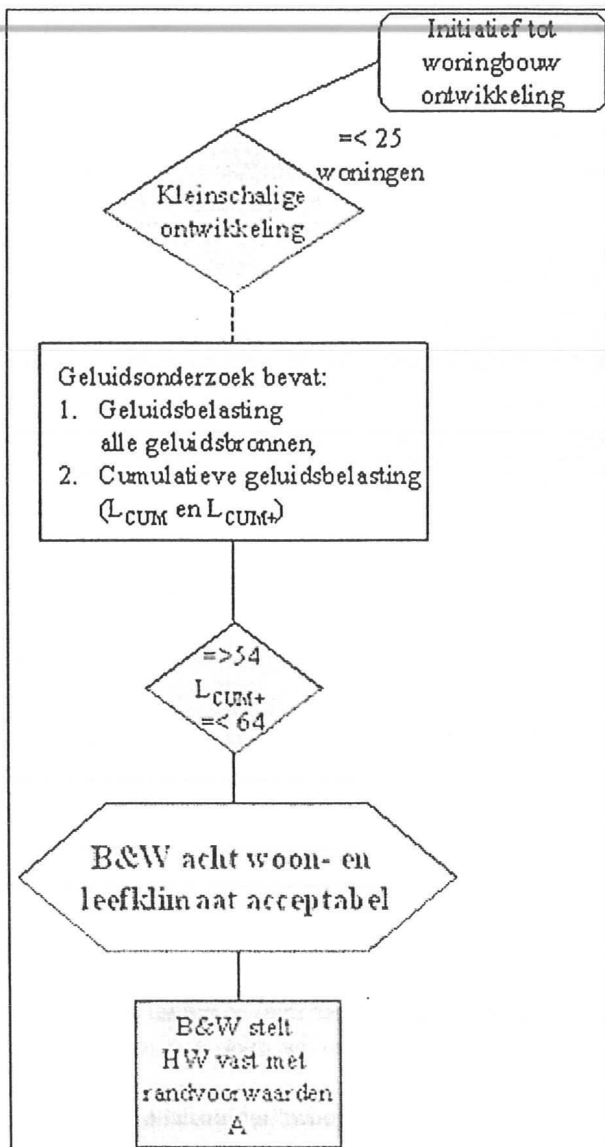 Initiatief tot
woningbouw
ontwikkeling
=< 25
woningen
Kleinschalige
ontwikkeling
Geluidsonderzoek bevat:
1. Geluidsbelasting
alle geluidsbronnen,
2. Cumulatieve geluidsbelasting
(LCUM en LCUM+)
=>54
LCUM+
=< 64
B&W acht woon- en
leefklimaat acceptabel
B&W stelt
HW vast met
randvoorwaarden
A